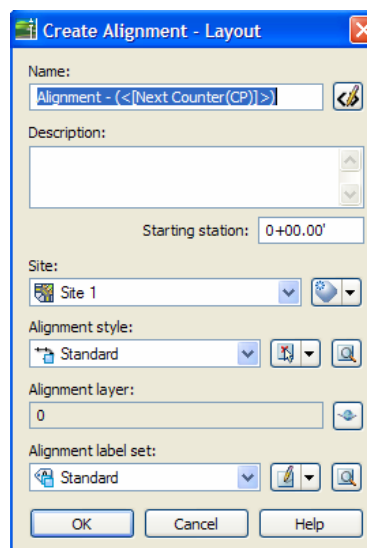 Create Alignment - Layout
Name:
Alignment - (<[Next Counter(CP)]>)
Description:
Starting station: 0+00.00'
Site:
Site 1
Alignment style:
Standard
Alignment layer:
0
Alignment label set:
Standard
OK Cancel Help